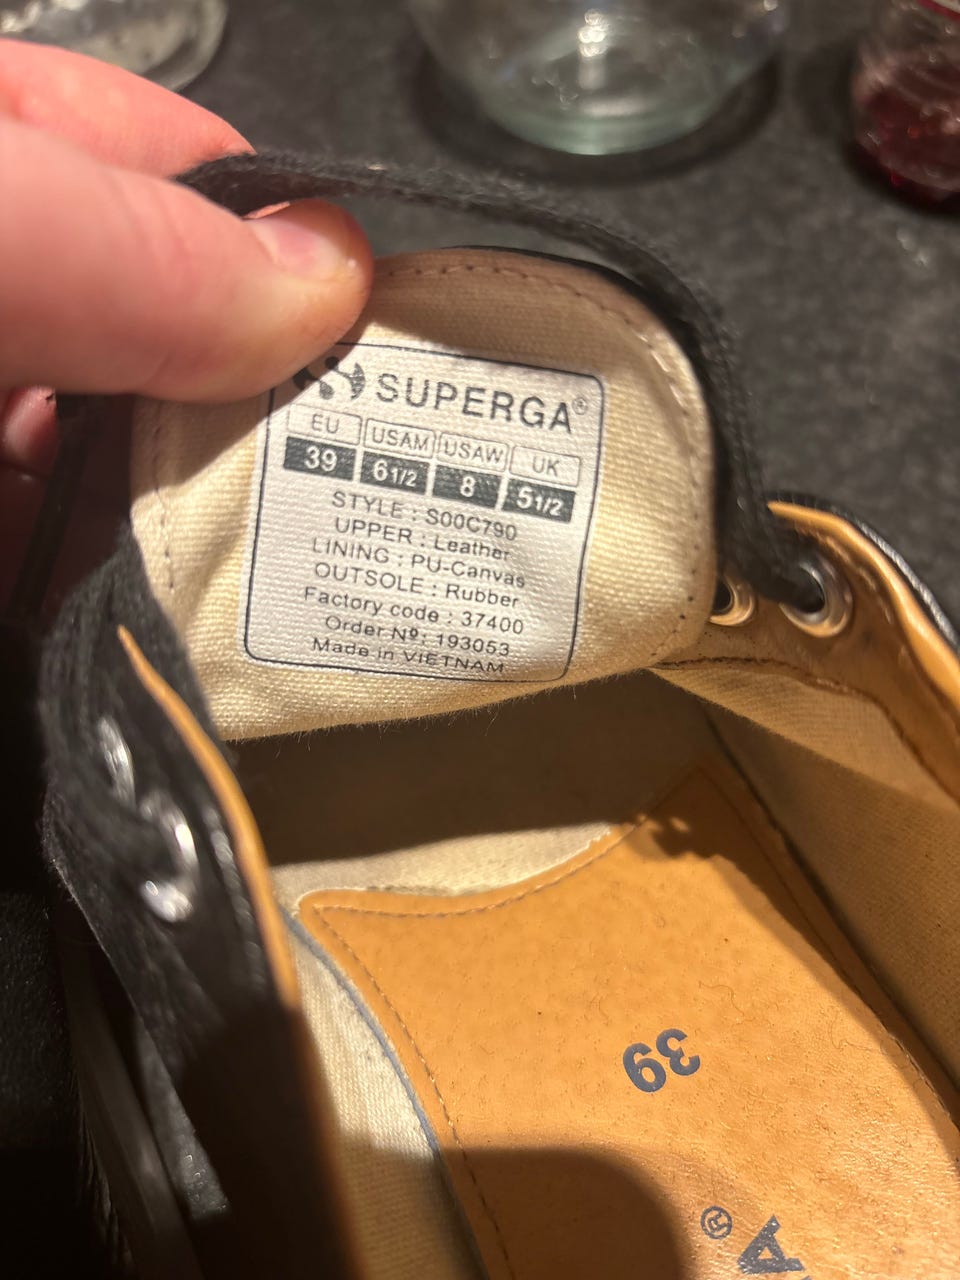 SUPERGA®
EU USAM USAW UK
39 6 1/2 8 5 1/2
STYLE : S00C790
UPPER : Leather
LINING : PU-Canvas
OUTSOLE : Rubber
Factory code : 37400
Order Nº: 193053
Made in VIETNAM
39
A®